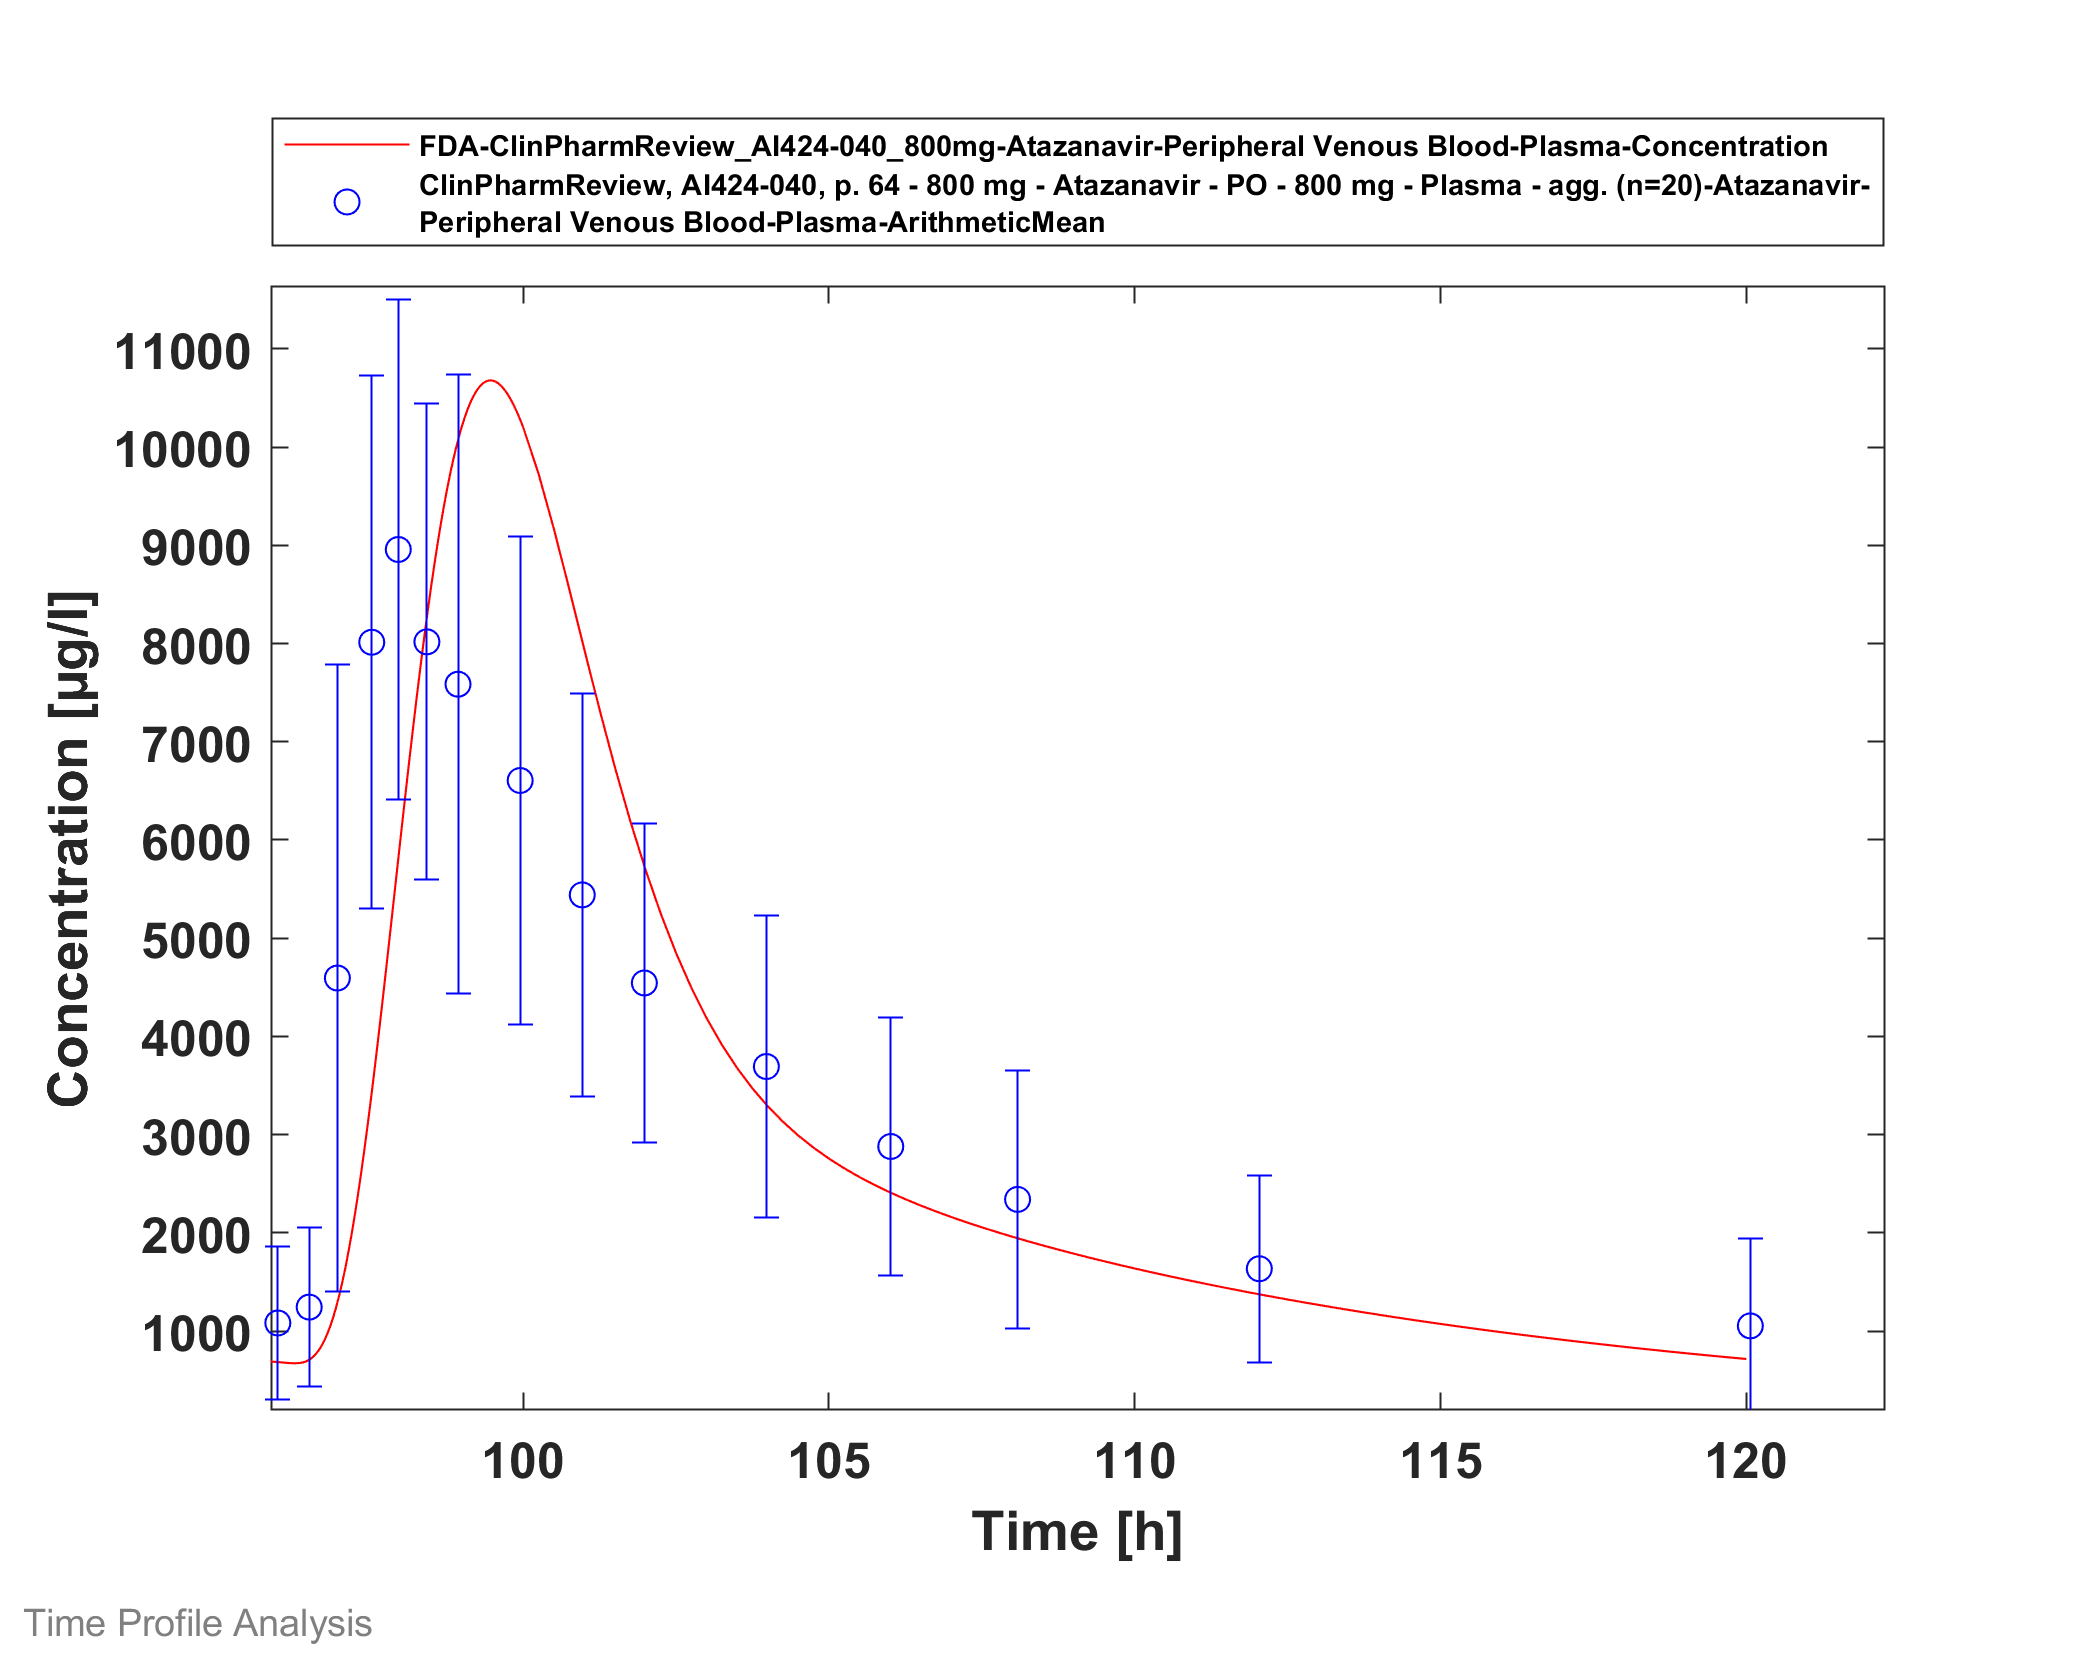 FDA-ClinPharmReview_AI424-040_800mg-Atazanavir-Peripheral Venous Blood-Plasma-Concentration
ClinPharmReview, AI424-040, p. 64 - 800 mg - Atazanavir - PO - 800 mg - Plasma - agg. (n=20)-Atazanavir-
Peripheral Venous Blood-Plasma-ArithmeticMean
11000
10000
9000
8000
7000
6000
5000
4000
3000
2000
1000
Concentration [µg/l]
100 105 110 115 120
Time [h]
Time Profile Analysis